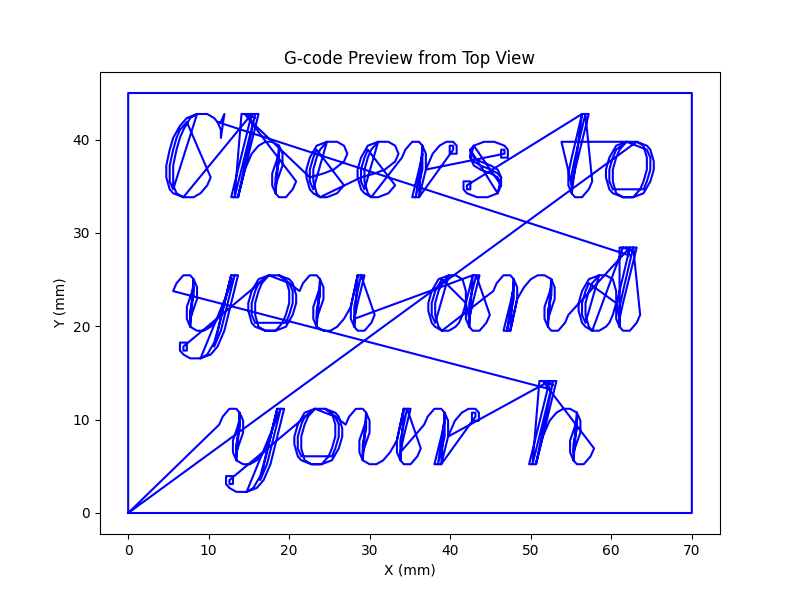 G-code Preview from Top View
Y (mm)
40
30
20
10
0
Cheers to
you and
your h
0 10 20 30 40 50 60 70
X (mm)